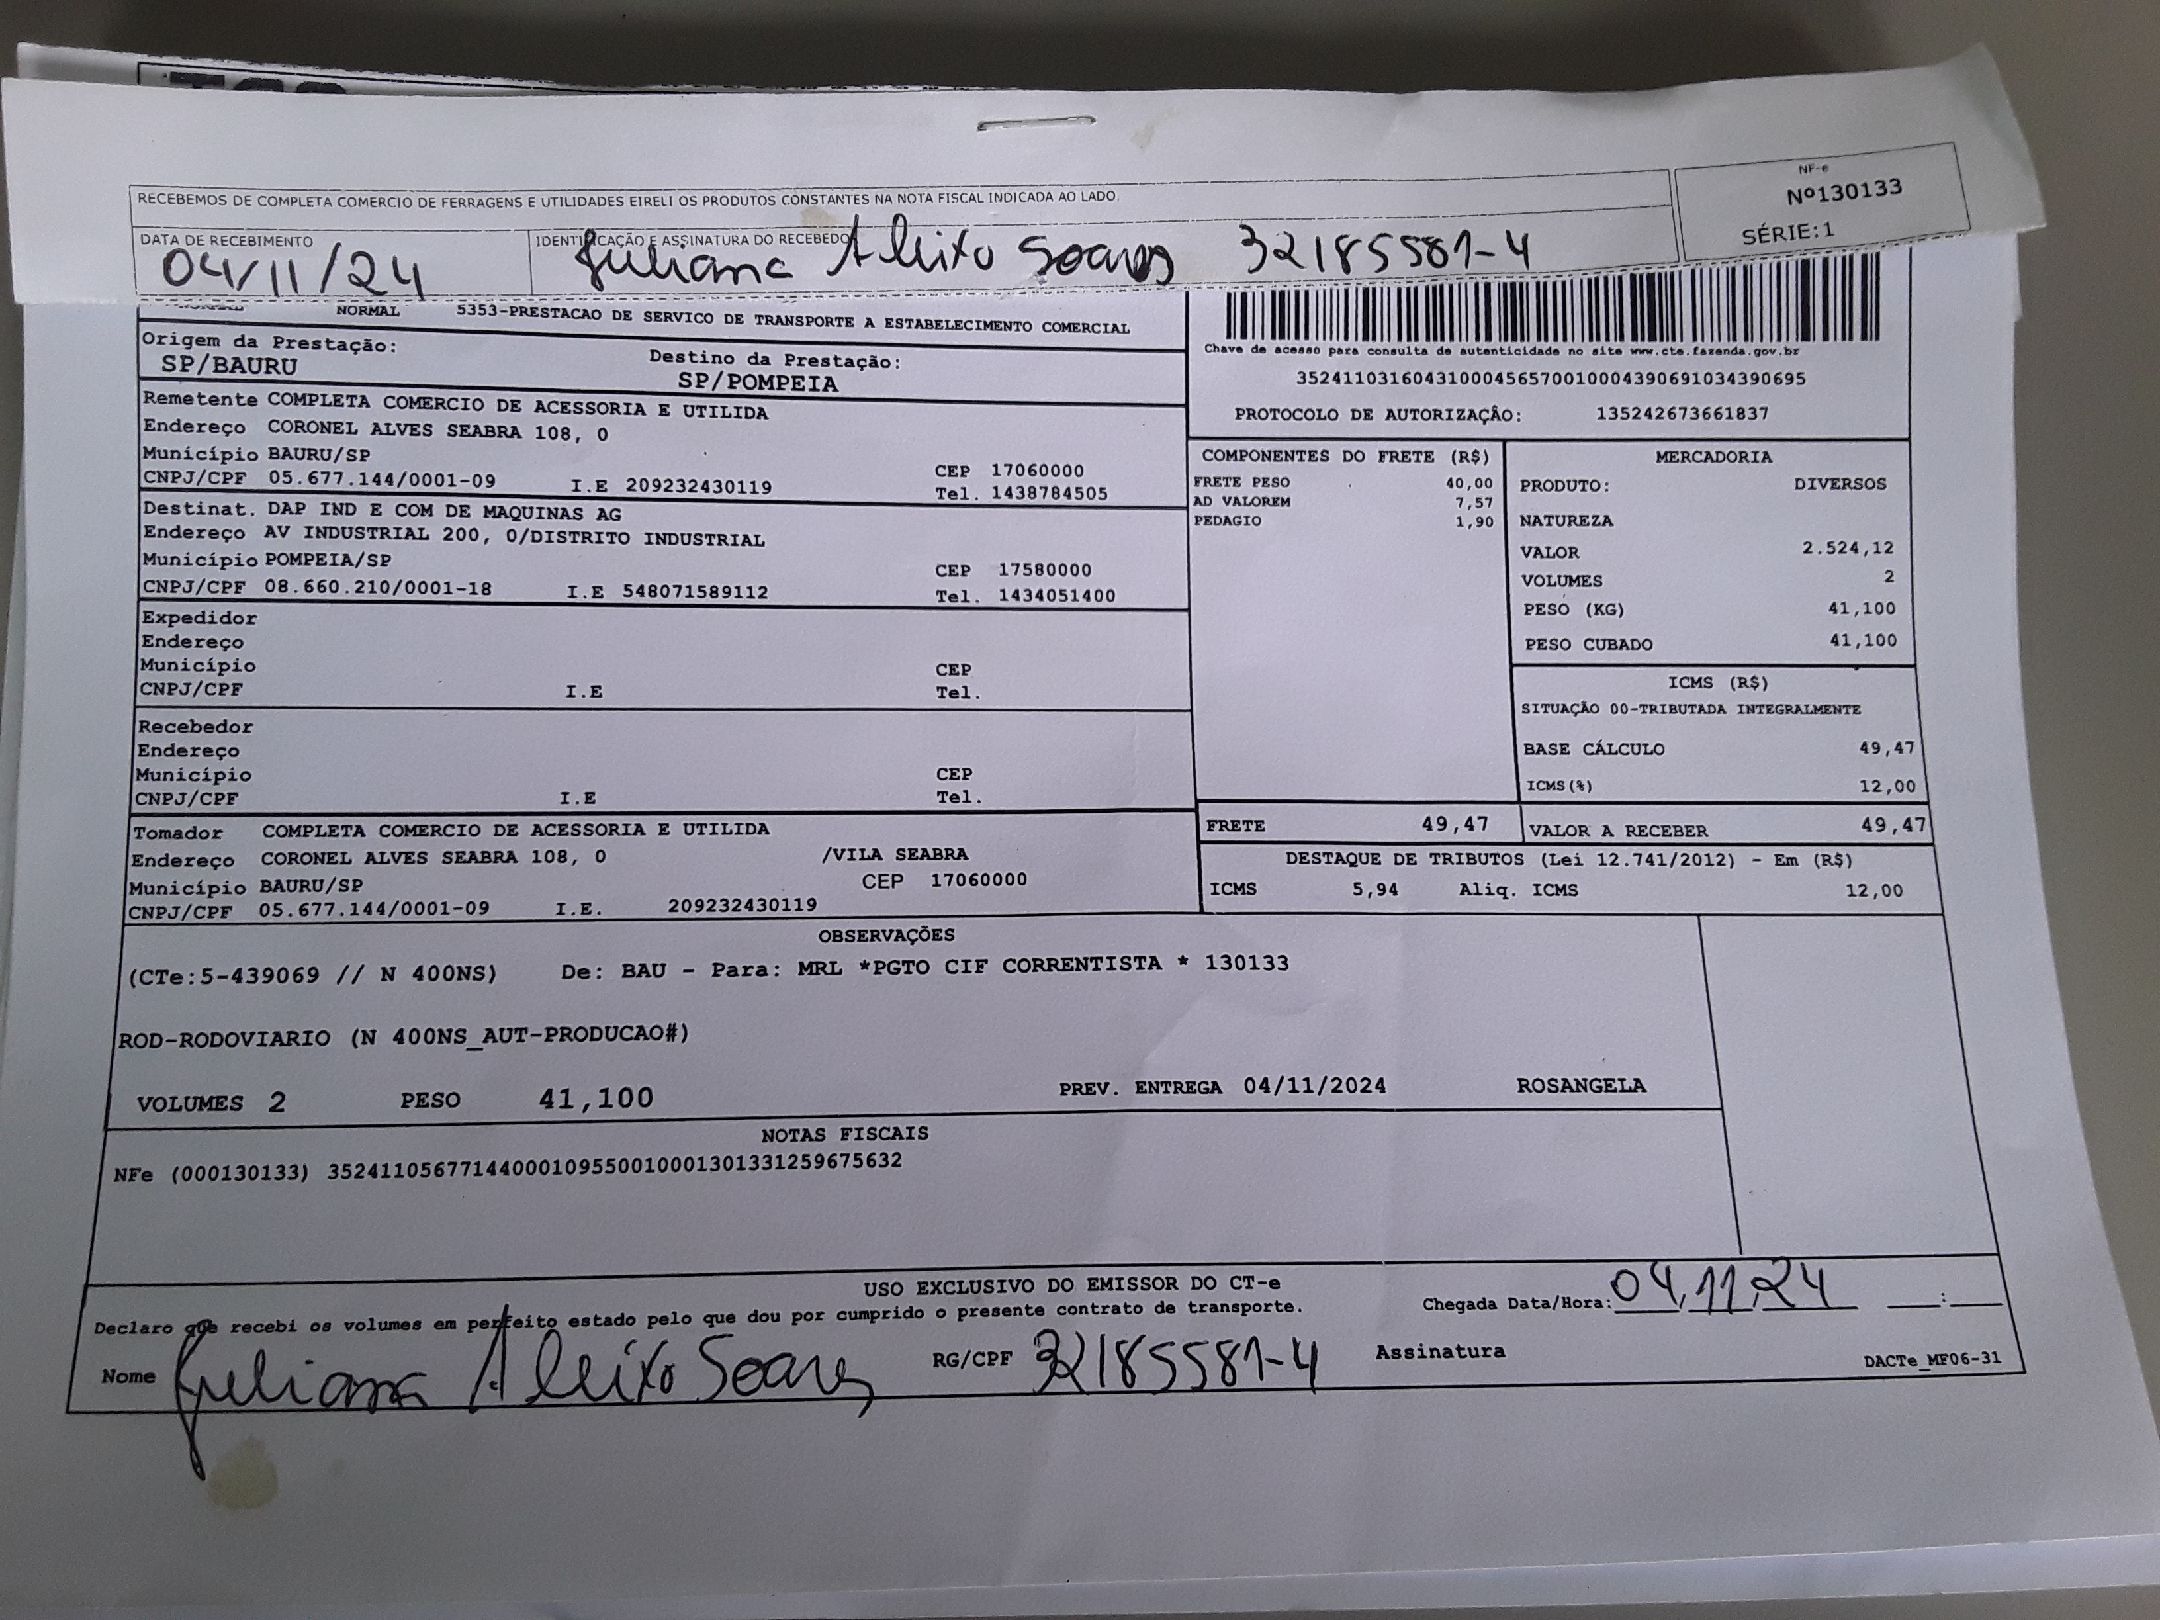 RECEBEMOS DE COMPLETA COMERCIO DE FERRAGENS E UTILIDADES EIRELI OS PRODUTOS CONSTANTES NA NOTA FISCAL INDICADA AO LADO.
NF-e
Nº130133
SÉRIE:1
DATA DE RECEBIMENTO
04/11/24
IDENTIFICAÇÃO E ASSINATURA DO RECEBEDO
Juliana Aleixo Soares 32185581-4
NORMAL 5353-PRESTACAO DE SERVICO DE TRANSPORTE A ESTABELECIMENTO COMERCIAL
Origem da Prestação: Destino da Prestação:
SP/BAURU SP/POMPEIA
Chave de acesso para consulta de autenticidade no site www.cte.fazenda.gov.br
35241103160431000456570010004390691034390695
PROTOCOLO DE AUTORIZAÇÂO: 135242673661837
Remetente COMPLETA COMERCIO DE ACESSORIA E UTILIDA
Endereço CORONEL ALVES SEABRA 108, 0
Município BAURU/SP CEP 17060000
CNPJ/CPF 05.677.144/0001-09 I.E 209232430119 Tel. 1438784505
Destinat. DAP IND E COM DE MAQUINAS AG
Endereço AV INDUSTRIAL 200, 0/DISTRITO INDUSTRIAL
Município POMPEIA/SP CEP 17580000
CNPJ/CPF 08.660.210/0001-18 I.E 548071589112 Tel. 1434051400
Expedidor
Endereço
Município CEP
CNPJ/CPF I.E Tel.
Recebedor
Endereço
Município CEP
CNPJ/CPF I.E Tel.
Tomador COMPLETA COMERCIO DE ACESSORIA E UTILIDA
Endereço CORONEL ALVES SEABRA 108, 0 /VILA SEABRA
Município BAURU/SP CEP 17060000
CNPJ/CPF 05.677.144/0001-09 I.E. 209232430119
COMPONENTES DO FRETE (R$)
FRETE PESO 40,00
AD VALOREM 7,57
PEDAGIO 1,90
MERCADORIA
PRODUTO: DIVERSOS
NATUREZA
VALOR 2.524,12
VOLUMES 2
PESO (KG) 41,100
PESO CUBADO 41,100
ICMS (R$)
SITUAÇÃO 00-TRIBUTADA INTEGRALMENTE
BASE CÁLCULO 49,47
ICMS(%) 12,00
FRETE 49,47 VALOR A RECEBER 49,47
DESTAQUE DE TRIBUTOS (Lei 12.741/2012) - Em (R$)
ICMS 5,94 Aliq. ICMS 12,00
OBSERVAÇÕES
(CTe:5-439069 // N 400NS) De: BAU - Para: MRL *PGTO CIF CORRENTISTA * 130133
ROD-RODOVIARIO (N 400NS_AUT-PRODUCAO#)
VOLUMES 2 PESO 41,100 PREV. ENTREGA 04/11/2024 ROSANGELA
NOTAS FISCAIS
NFe (000130133) 35241105677144000109550010001301331259675632
USO EXCLUSIVO DO EMISSOR DO CT-e
Declaro que recebi os volumes em perfeito estado pelo que dou por cumprido o presente contrato de transporte.
Chegada Data/Hora: 04,11,24 :
Nome Juliana Aleixo Soares RG/CPF 32185581-4 Assinatura
DACTe_MF06-31